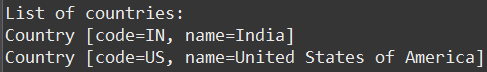 List of countries:
Country [code=IN, name=India]
Country [code=US, name=United States of America]